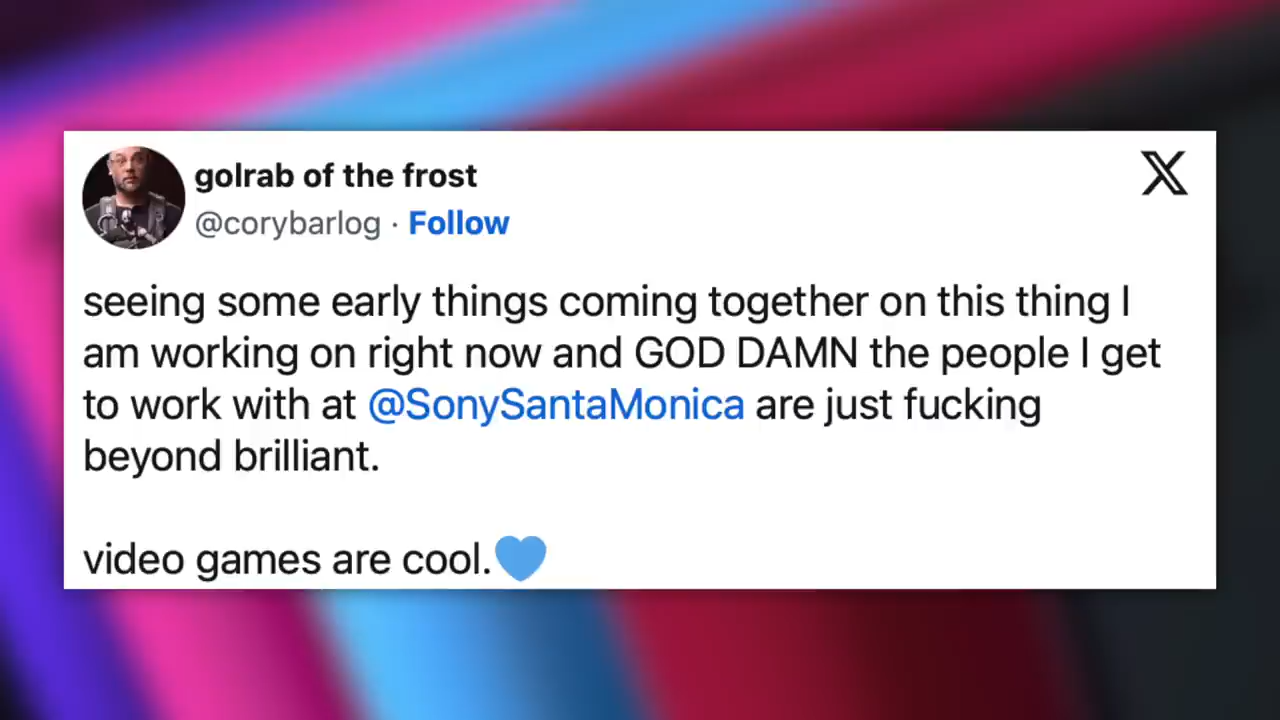 golrab of the frost
@corybarlog · Follow
seeing some early things coming together on this thing I
am working on right now and GOD DAMN the people I get
to work with at @SonySantaMonica are just fucking
beyond brilliant.
video games are cool.💙